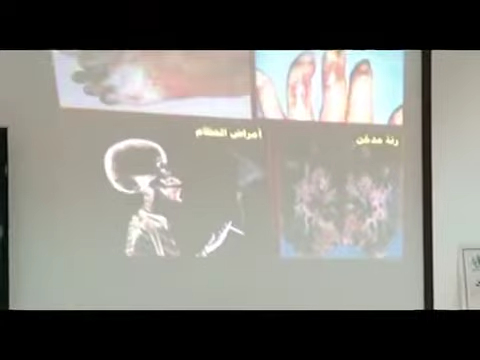 أمراض العظام
رئة مدخن